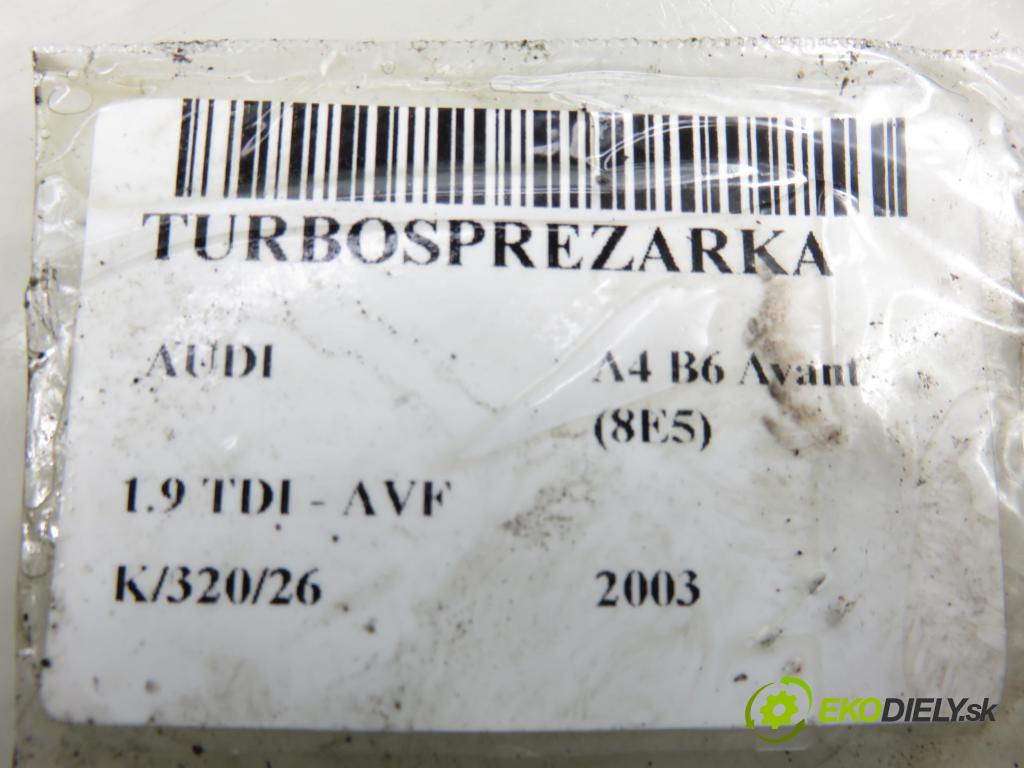 TURBOSPREZARKA
AUDI A4 B6 Avant
(8E5)
1.9 TDI - AVF
K/320/26 2003
EKODIELY.sk